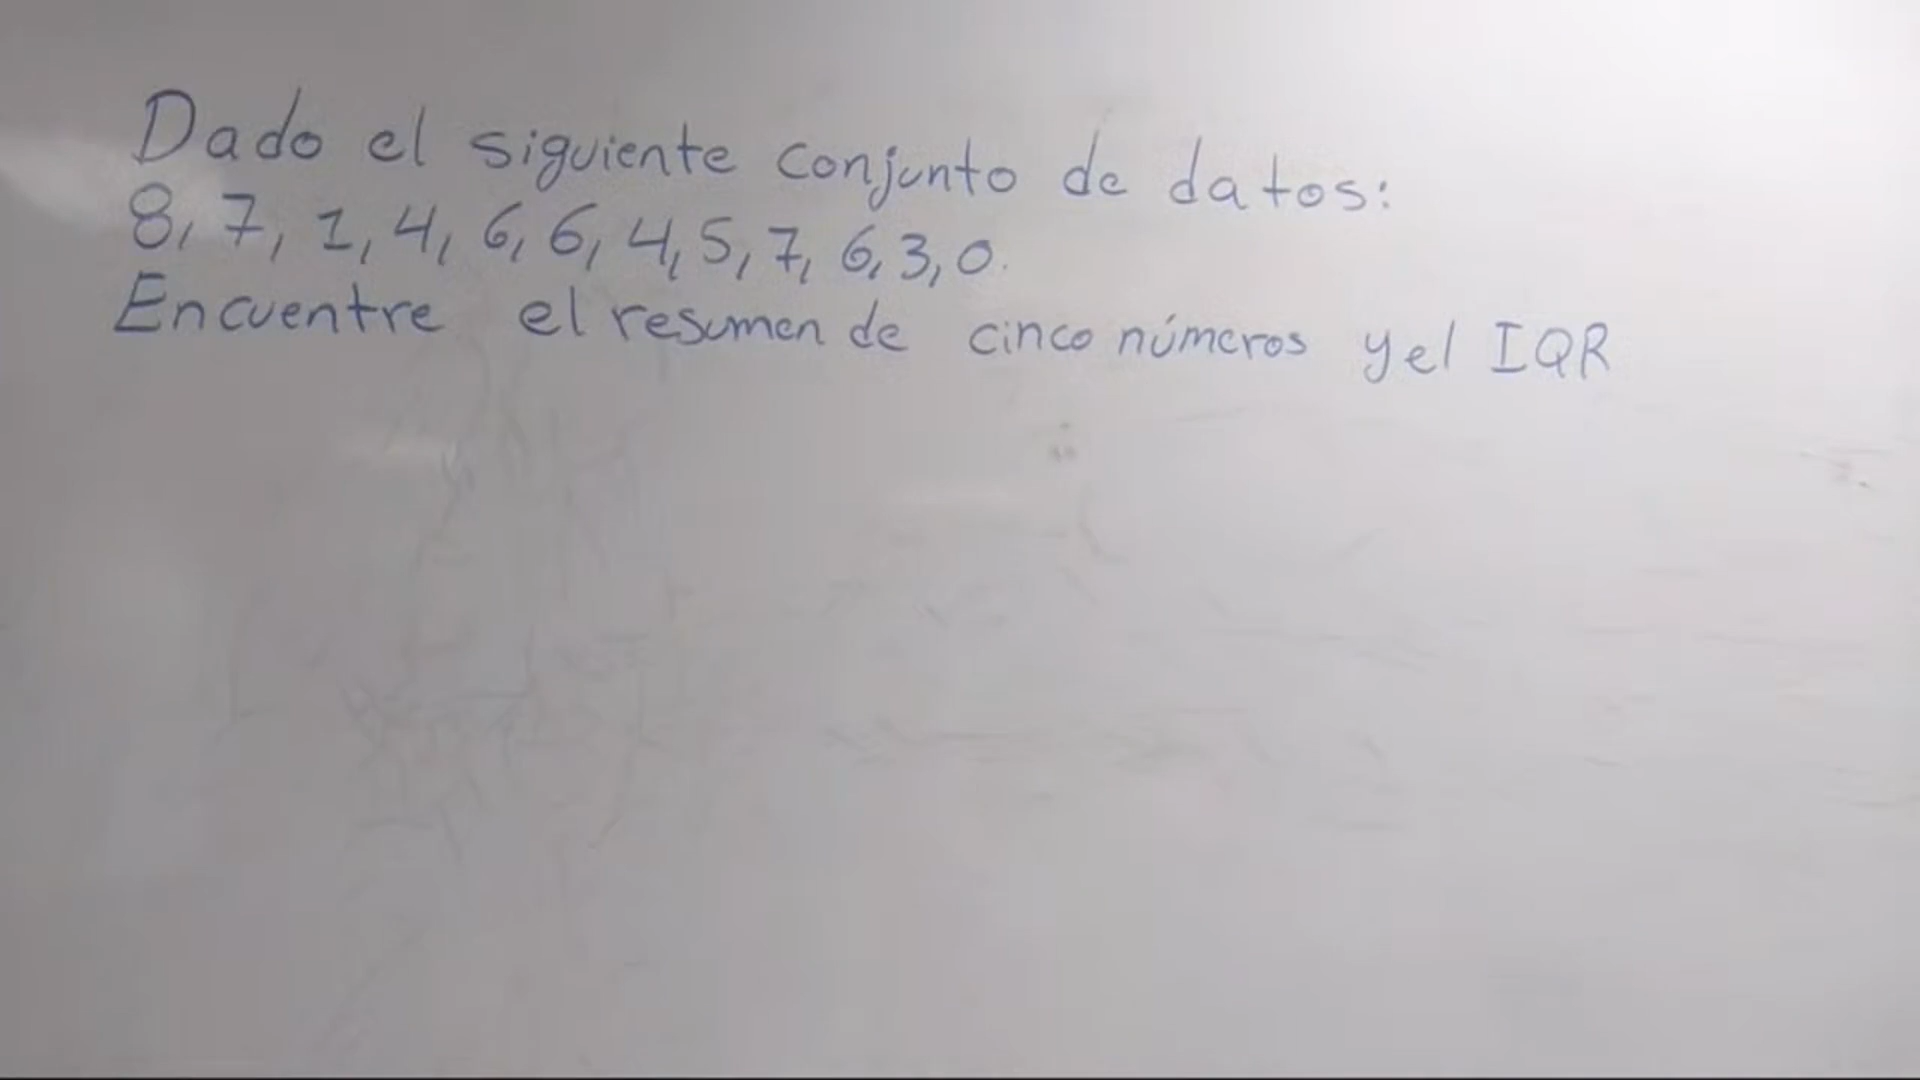 Dado el siguiente conjunto de datos:
8, 7, 1, 4, 6, 6, 4, 5, 7, 6, 3, 0.
Encuentre el resumen de cinco números y el IQR